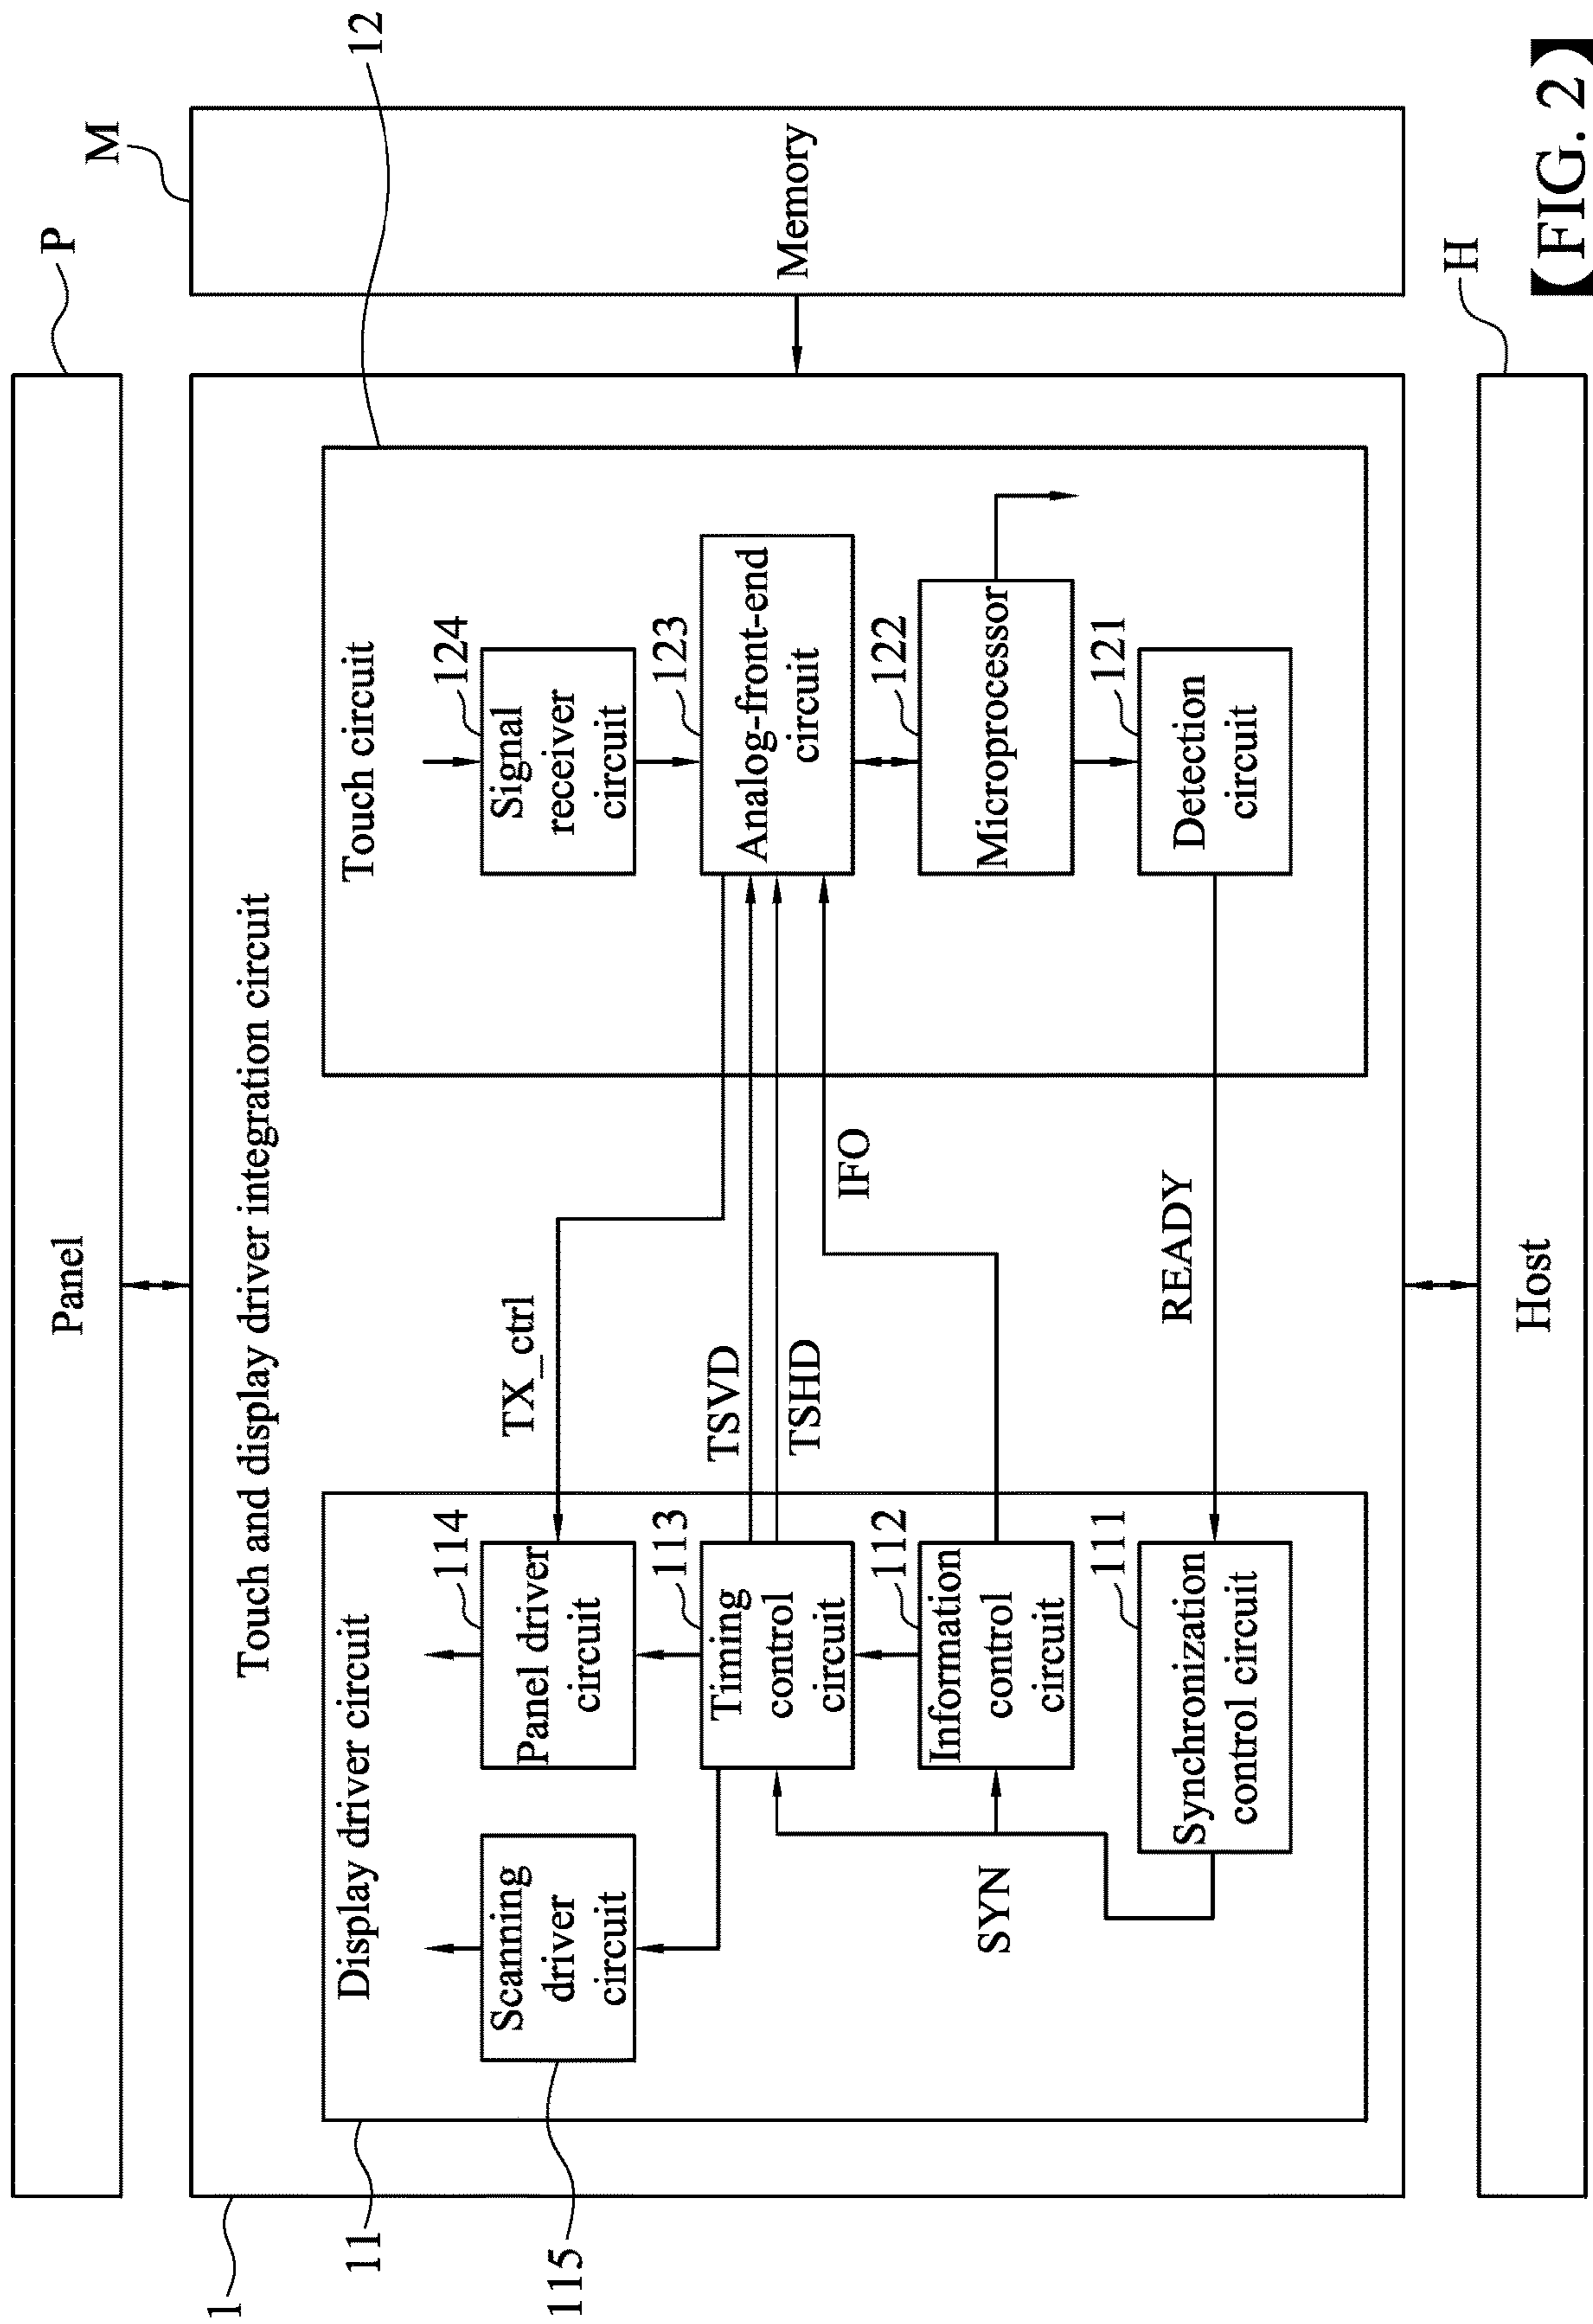 P
Panel
M
Memory
1
Touch and display driver integration circuit
11
Display driver circuit
115
Scanning
driver
circuit
114
Panel driver
circuit
113
Timing
control
circuit
112
Information
control
circuit
111
Synchronization
control circuit
SYN
TX_ctrl
TSVD
TSHD
IFO
READY
12
Touch circuit
124
Signal
receiver
circuit
123
Analog-front-end
circuit
122
Microprocessor
121
Detection
circuit
H
Host
【FIG. 2】